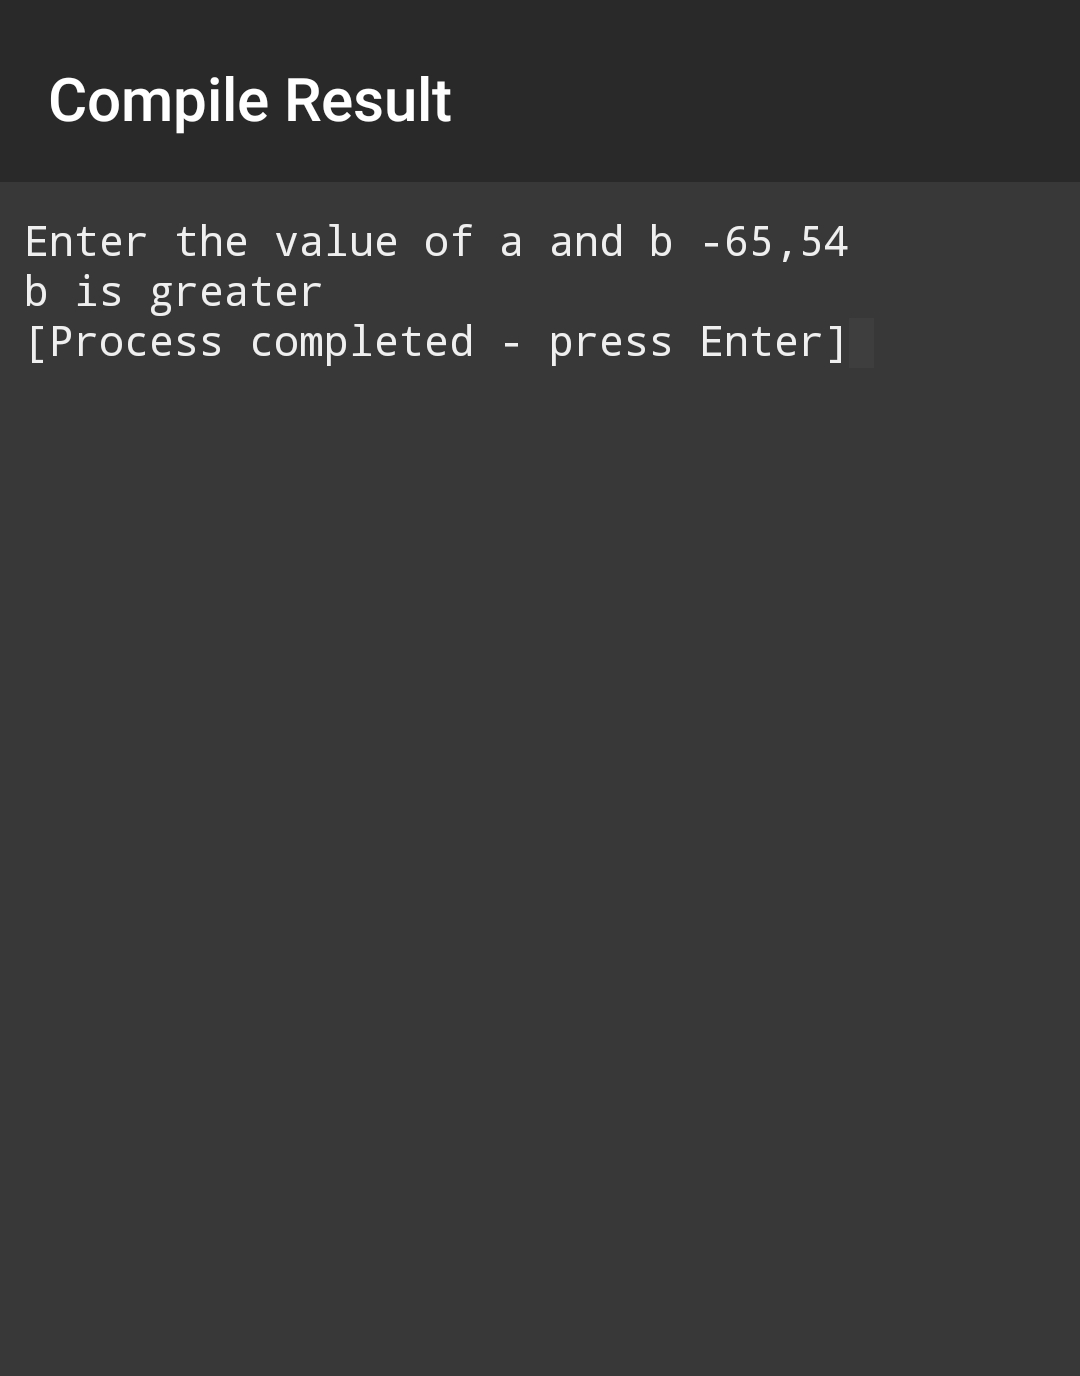 Compile Result
Enter the value of a and b -65,54
b is greater
[Process completed - press Enter]